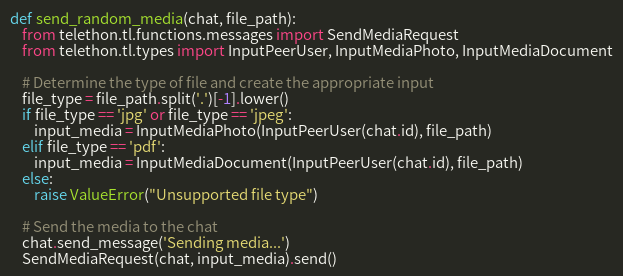 def send_random_media(chat, file_path):
from telethon.tl.functions.messages import SendMediaRequest
from telethon.tl.types import InputPeerUser, InputMediaPhoto, InputMediaDocument
# Determine the type of file and create the appropriate input
file_type = file_path.split('.')[-1].lower()
if file_type == 'jpg' or file_type == 'jpeg':
input_media = InputMediaPhoto(InputPeerUser(chat.id), file_path)
elif file_type == 'pdf':
input_media = InputMediaDocument(InputPeerUser(chat.id), file_path)
else:
raise ValueError("Unsupported file type")
# Send the media to the chat
chat.send_message('Sending media...')
SendMediaRequest(chat, input_media).send()